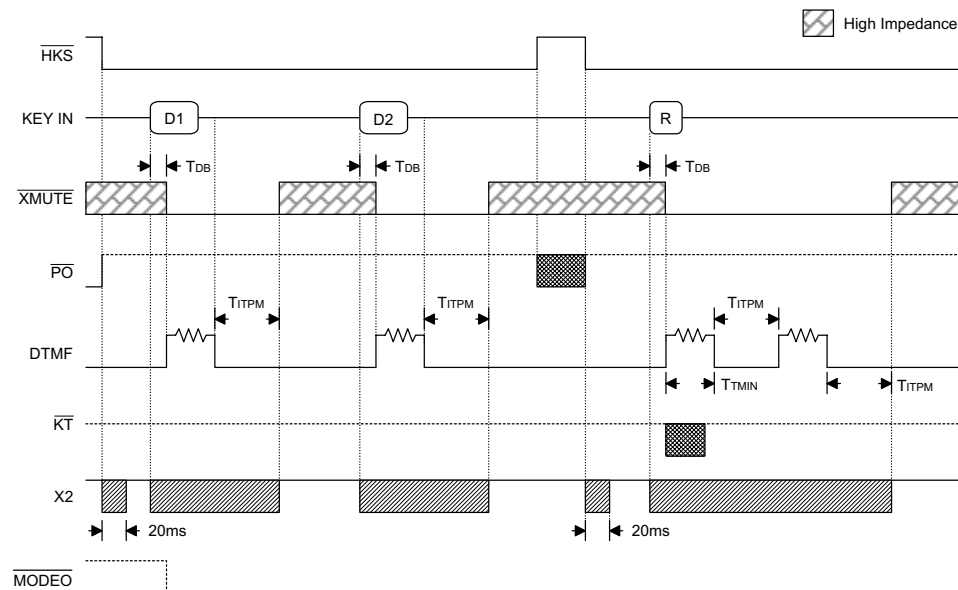 High Impedance
HKS
KEY IN D1 D2 R
TDB TDB TDB
XMUTE
PO
TITPM TITPM TITPM
DTMF
TTMIN TITPM
KT
X2
20ms 20ms
MODEO